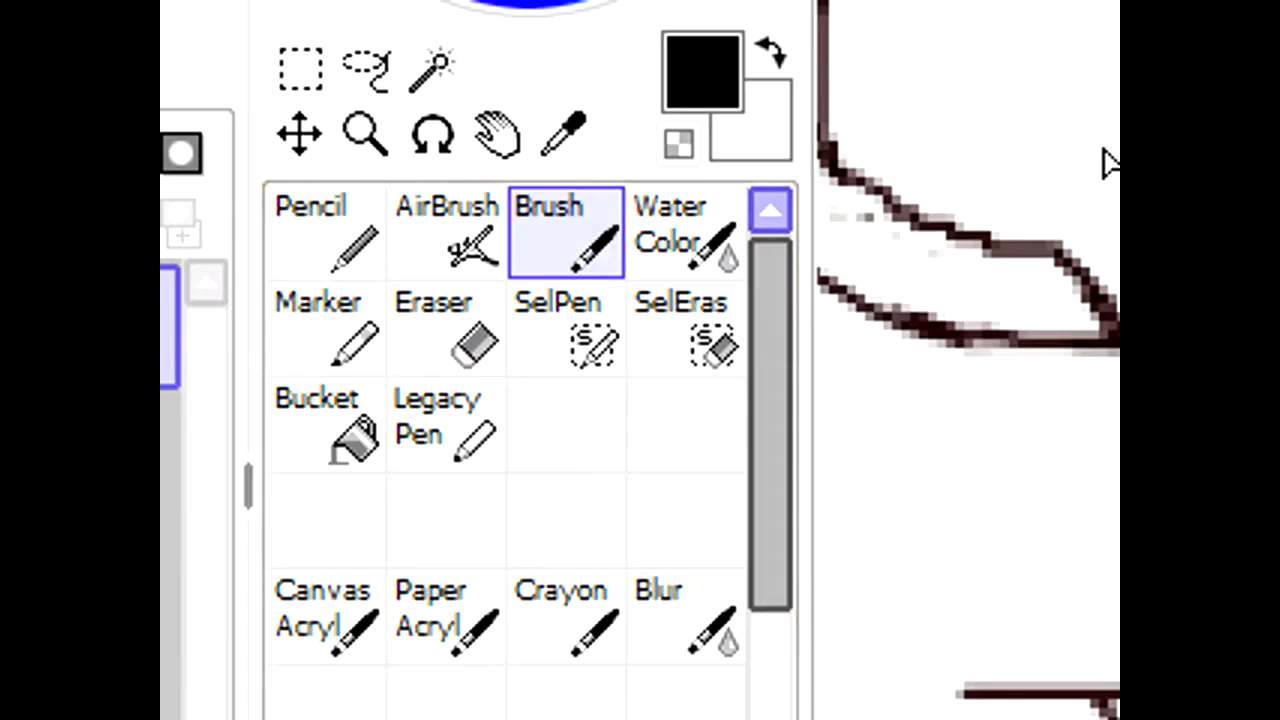 Pencil AirBrush Brush Water
Color
Marker Eraser SelPen SelEras
Bucket Legacy
Pen
Canvas Paper Crayon Blur
Acryl Acryl